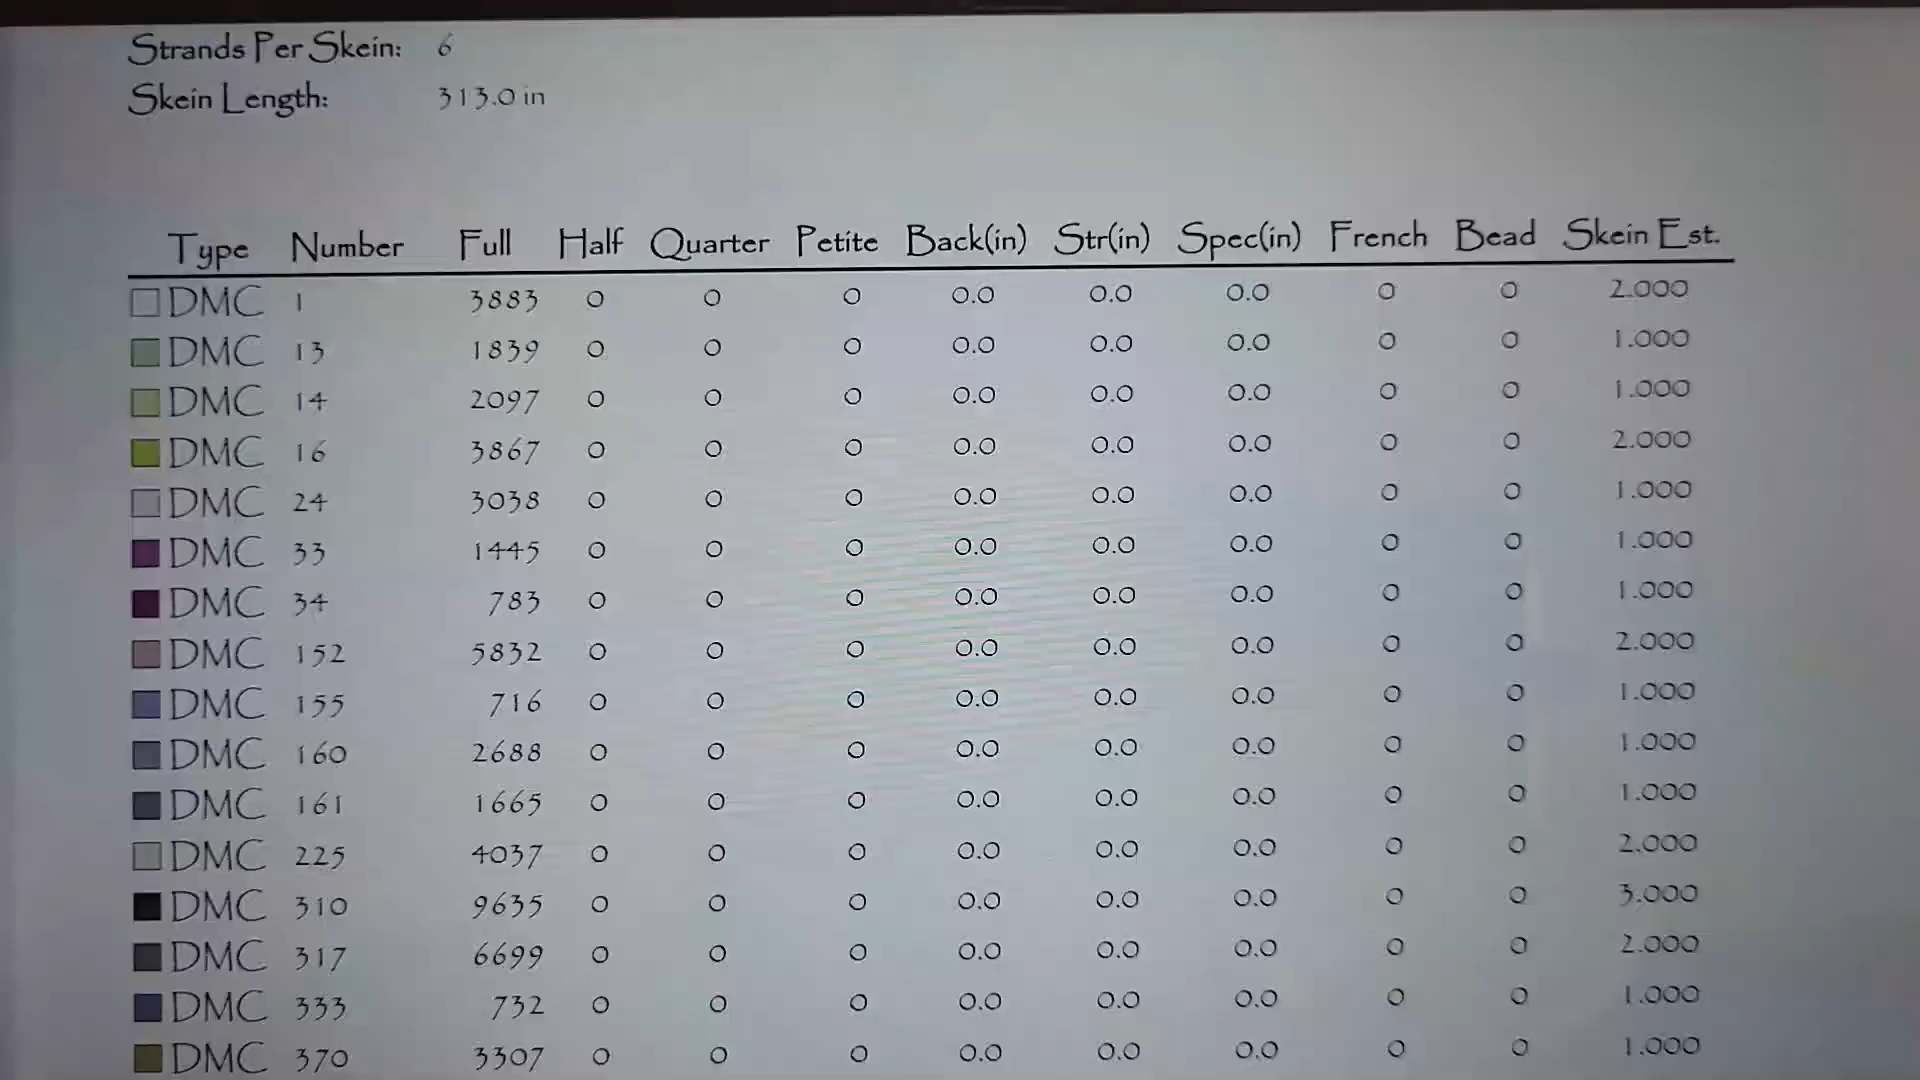 Strands Per Skein: 6
Skein Length: 313.0 in
Type Number Full Half Quarter Petite Back(in) Str(in) Spec(in) French Bead Skein Est.
DMC 1 3883 0 0 0 0.0 0.0 0.0 0 0 2.000
DMC 13 1839 0 0 0 0.0 0.0 0.0 0 0 1.000
DMC 14 2097 0 0 0 0.0 0.0 0.0 0 0 1.000
DMC 16 3867 0 0 0 0.0 0.0 0.0 0 0 2.000
DMC 24 3038 0 0 0 0.0 0.0 0.0 0 0 1.000
DMC 33 1445 0 0 0 0.0 0.0 0.0 0 0 1.000
DMC 34 783 0 0 0 0.0 0.0 0.0 0 0 1.000
DMC 152 5832 0 0 0 0.0 0.0 0.0 0 0 2.000
DMC 155 716 0 0 0 0.0 0.0 0.0 0 0 1.000
DMC 160 2688 0 0 0 0.0 0.0 0.0 0 0 1.000
DMC 161 1665 0 0 0 0.0 0.0 0.0 0 0 1.000
DMC 225 4037 0 0 0 0.0 0.0 0.0 0 0 2.000
DMC 310 9635 0 0 0 0.0 0.0 0.0 0 0 3.000
DMC 317 6699 0 0 0 0.0 0.0 0.0 0 0 2.000
DMC 333 732 0 0 0 0.0 0.0 0.0 0 0 1.000
DMC 370 3307 0 0 0 0.0 0.0 0.0 0 0 1.000